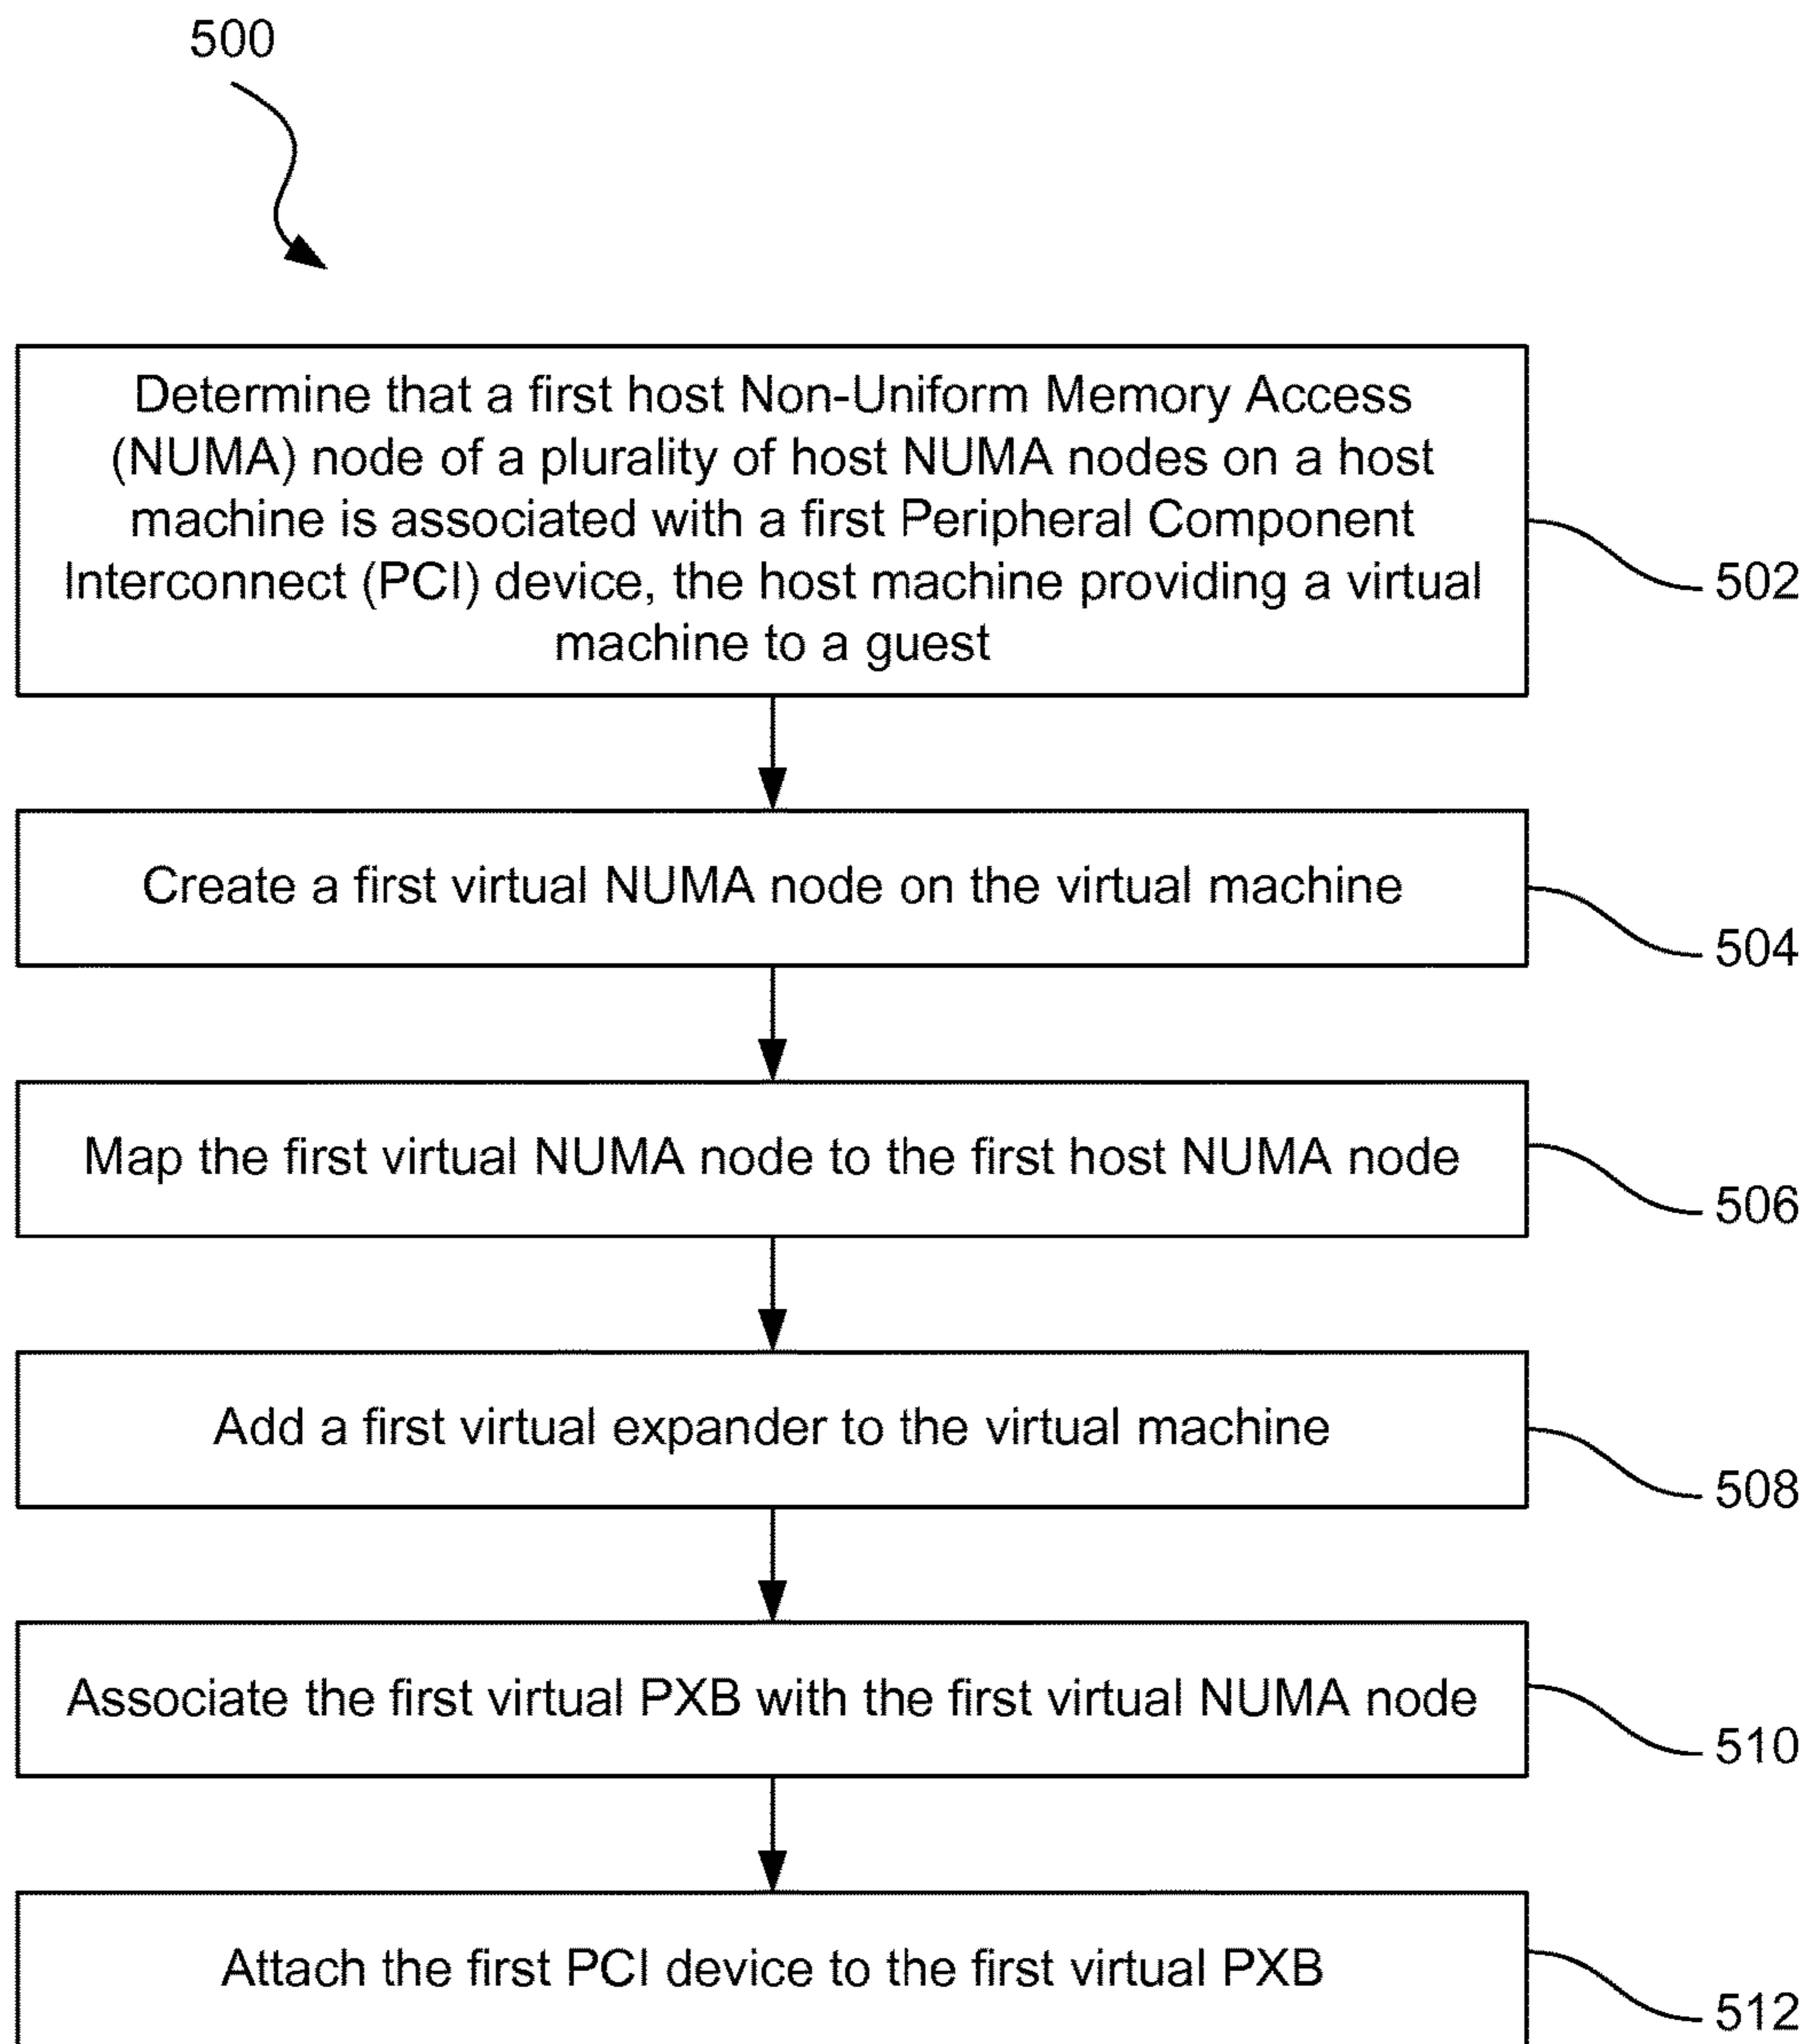 500
Determine that a first host Non-Uniform Memory Access
(NUMA) node of a plurality of host NUMA nodes on a host
machine is associated with a first Peripheral Component
Interconnect (PCI) device, the host machine providing a virtual
machine to a guest
502
Create a first virtual NUMA node on the virtual machine
504
Map the first virtual NUMA node to the first host NUMA node
506
Add a first virtual expander to the virtual machine
508
Associate the first virtual PXB with the first virtual NUMA node
510
Attach the first PCI device to the first virtual PXB
512